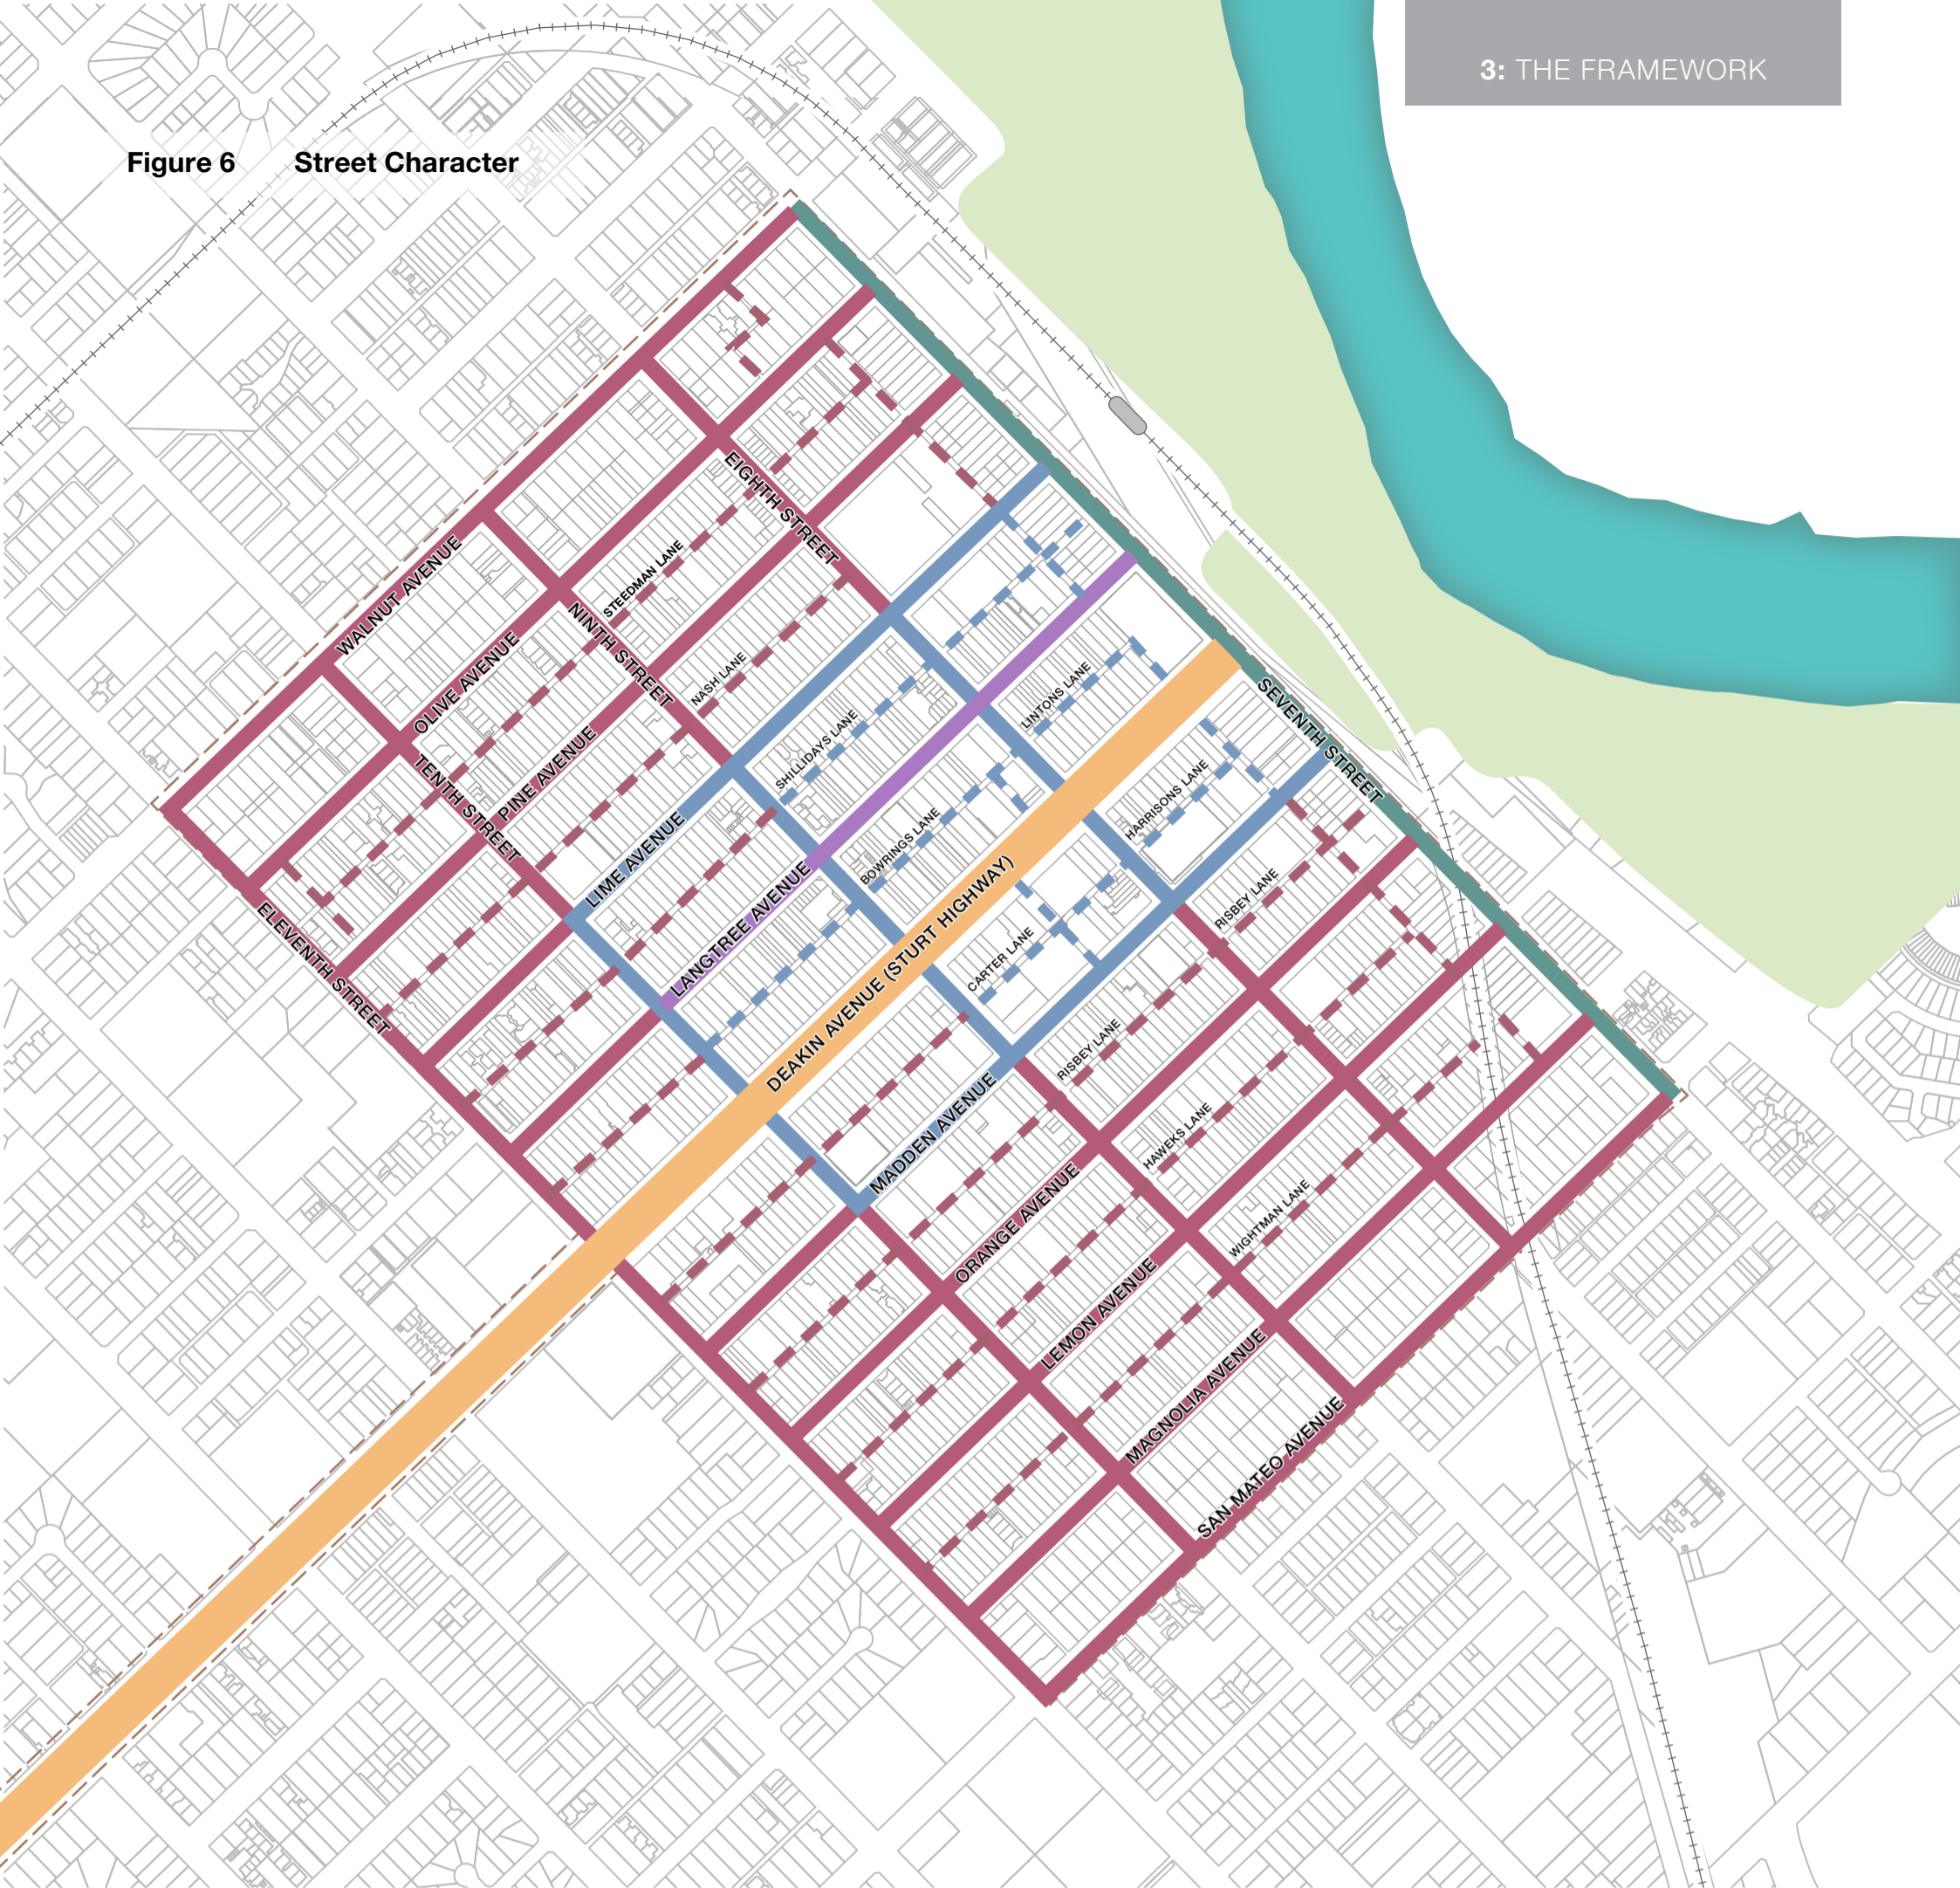 3: THE FRAMEWORK
Figure 6 Street Character
EIGHTH STREET
WALNUT AVENUE
STEEDMAN LANE
NINTH STREET
OLIVE AVENUE
NASH LANE
LINTONS LANE
SEVENTH STREET
SHILLIDAYS LANE
PINE AVENUE
TENTH STREET
HARRISONS LANE
BOWRINGS LANE
LIME AVENUE
RISBEY LANE
LANGTREE AVENUE
DEAKIN AVENUE (STURT HIGHWAY)
CARTER LANE
ELEVENTH STREET
RISBEY LANE
MADDEN AVENUE
HAWEKS LANE
ORANGE AVENUE
WIGHTMAN LANE
LEMON AVENUE
MAGNOLIA AVENUE
SAN MATEO AVENUE